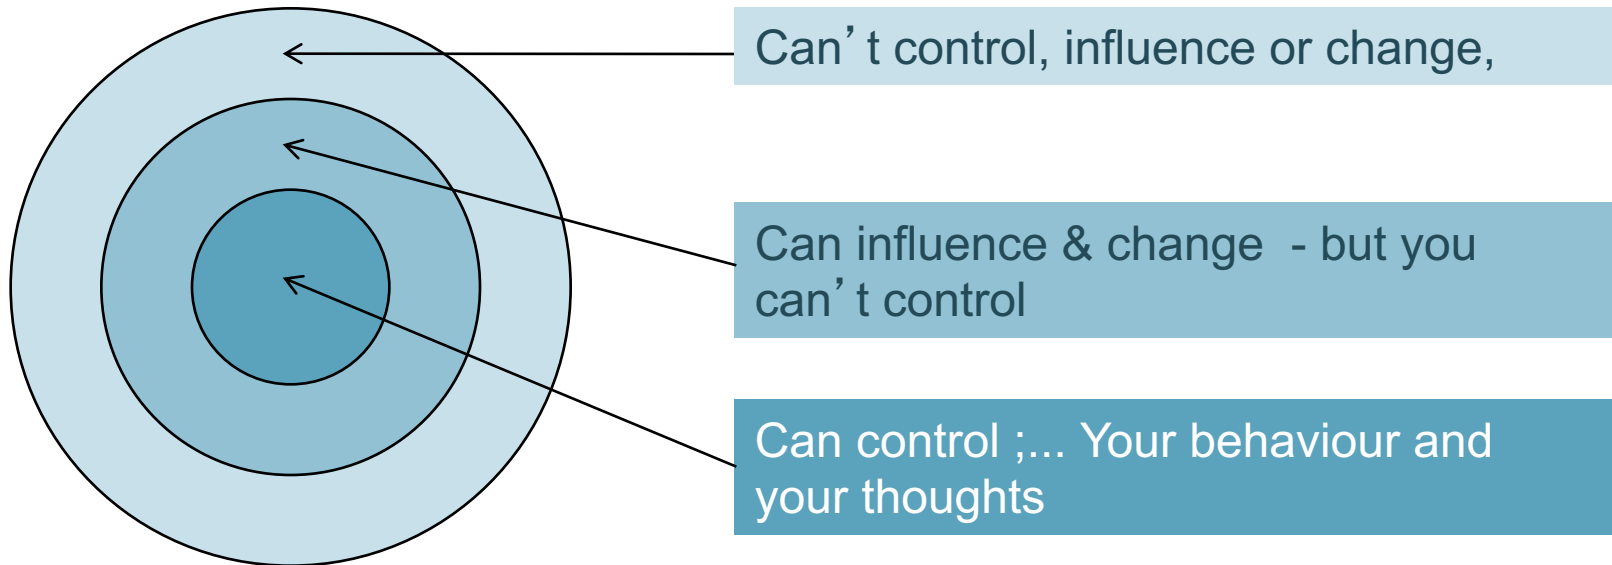 Can’t control, influence or change,
Can influence & change - but you
can’t control
Can control ;... Your behaviour and
your thoughts